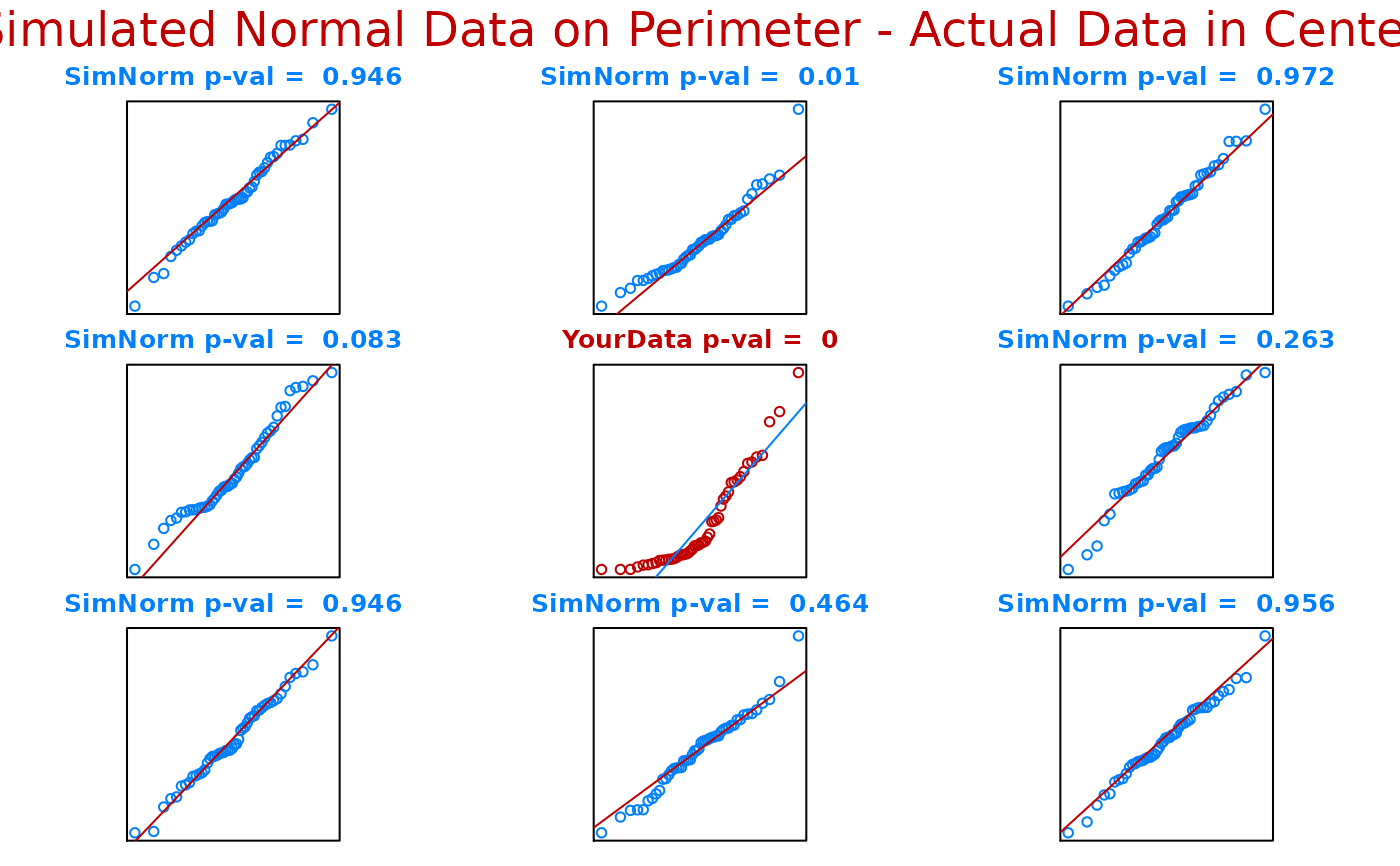 Simulated Normal Data on Perimeter - Actual Data in Cente
SimNorm p-val = 0.946
SimNorm p-val = 0.01
SimNorm p-val = 0.972
SimNorm p-val = 0.083
YourData p-val = 0
SimNorm p-val = 0.263
SimNorm p-val = 0.946
SimNorm p-val = 0.464
SimNorm p-val = 0.956